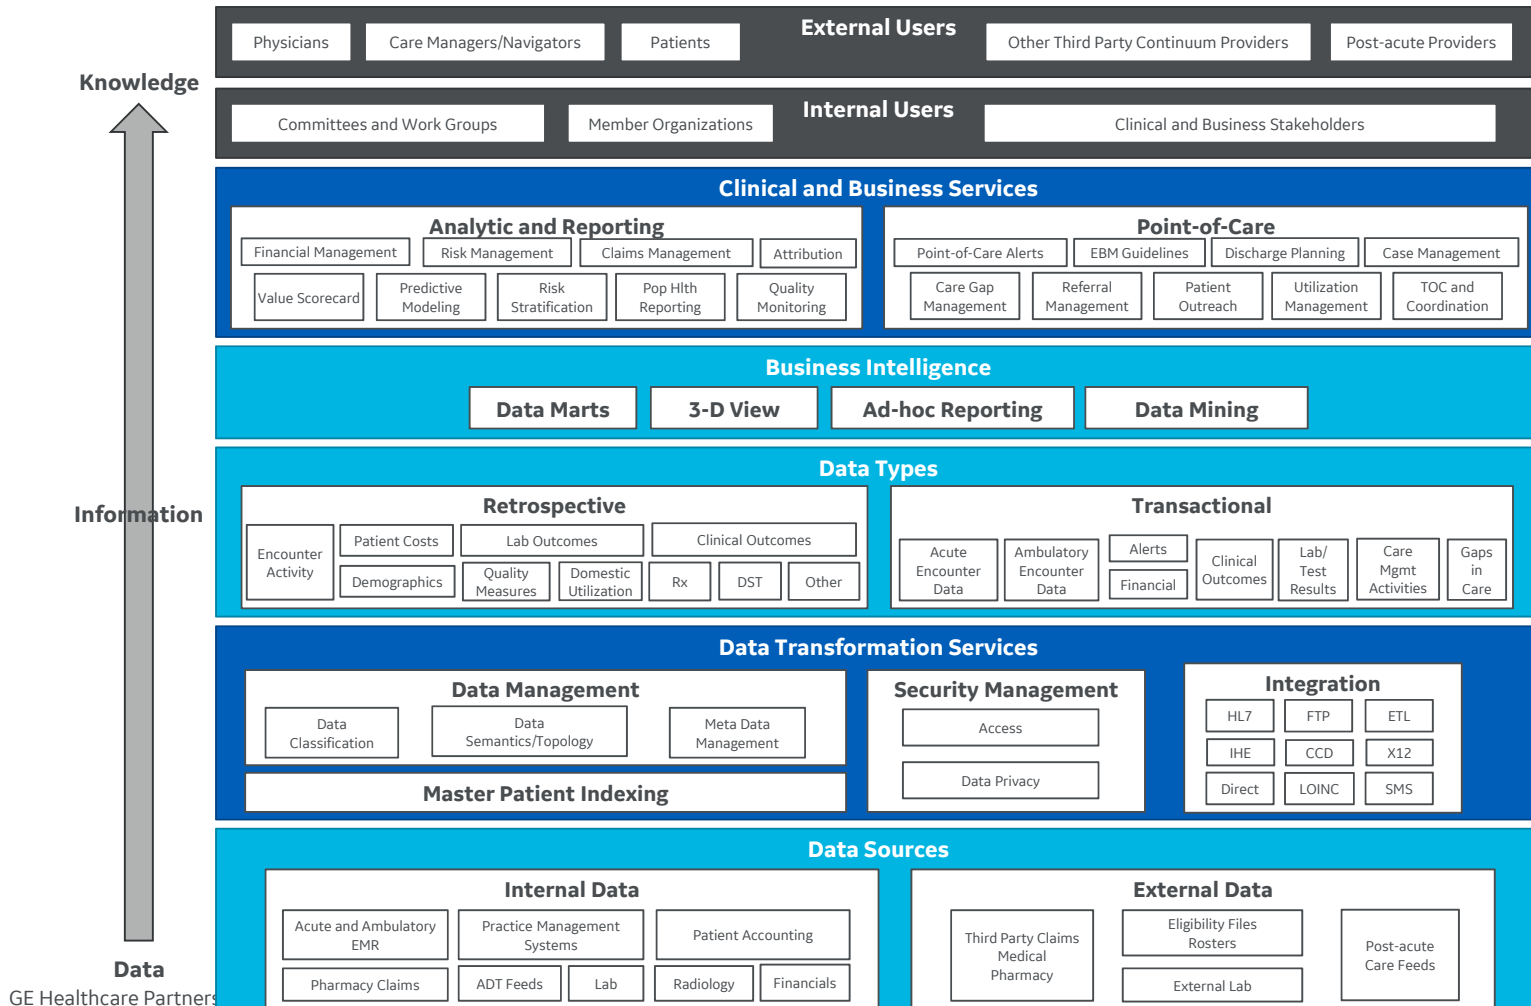 External Users
Physicians
Care Managers/Navigators
Patients
Other Third Party Continuum Providers
Post-acute Providers
Knowledge
Internal Users
Committees and Work Groups
Member Organizations
Clinical and Business Stakeholders
Clinical and Business Services
Analytic and Reporting
Financial Management
Risk Management
Claims Management
Attribution
Value Scorecard
Predictive
Modeling
Risk
Stratification
Pop Hlth
Reporting
Quality
Monitoring
Point-of-Care
Point-of-Care Alerts
EBM Guidelines
Discharge Planning
Case Management
Care Gap
Management
Referral
Management
Patient
Outreach
Utilization
Management
TOC and
Coordination
Business Intelligence
Data Marts
3-D View
Ad-hoc Reporting
Data Mining
Information
Data Types
Retrospective
Encounter
Activity
Patient Costs
Lab Outcomes
Clinical Outcomes
Demographics
Quality
Measures
Domestic
Utilization
Rx
DST
Other
Transactional
Acute
Encounter
Data
Ambulatory
Encounter
Data
Alerts
Financial
Clinical
Outcomes
Lab/
Test
Results
Care
Mgmt
Activities
Gaps
in
Care
Data Transformation Services
Data Management
Data
Classification
Data
Semantics/Topology
Meta Data
Management
Master Patient Indexing
Security Management
Access
Data Privacy
Integration
HL7
FTP
ETL
IHE
CCD
X12
Direct
LOINC
SMS
Data Sources
Internal Data
Acute and Ambulatory
EMR
Practice Management
Systems
Patient Accounting
Pharmacy Claims
ADT Feeds
Lab
Radiology
Financials
External Data
Third Party Claims
Medical
Pharmacy
Eligibility Files
Rosters
External Lab
Post-acute
Care Feeds
Data
GE Healthcare Partners